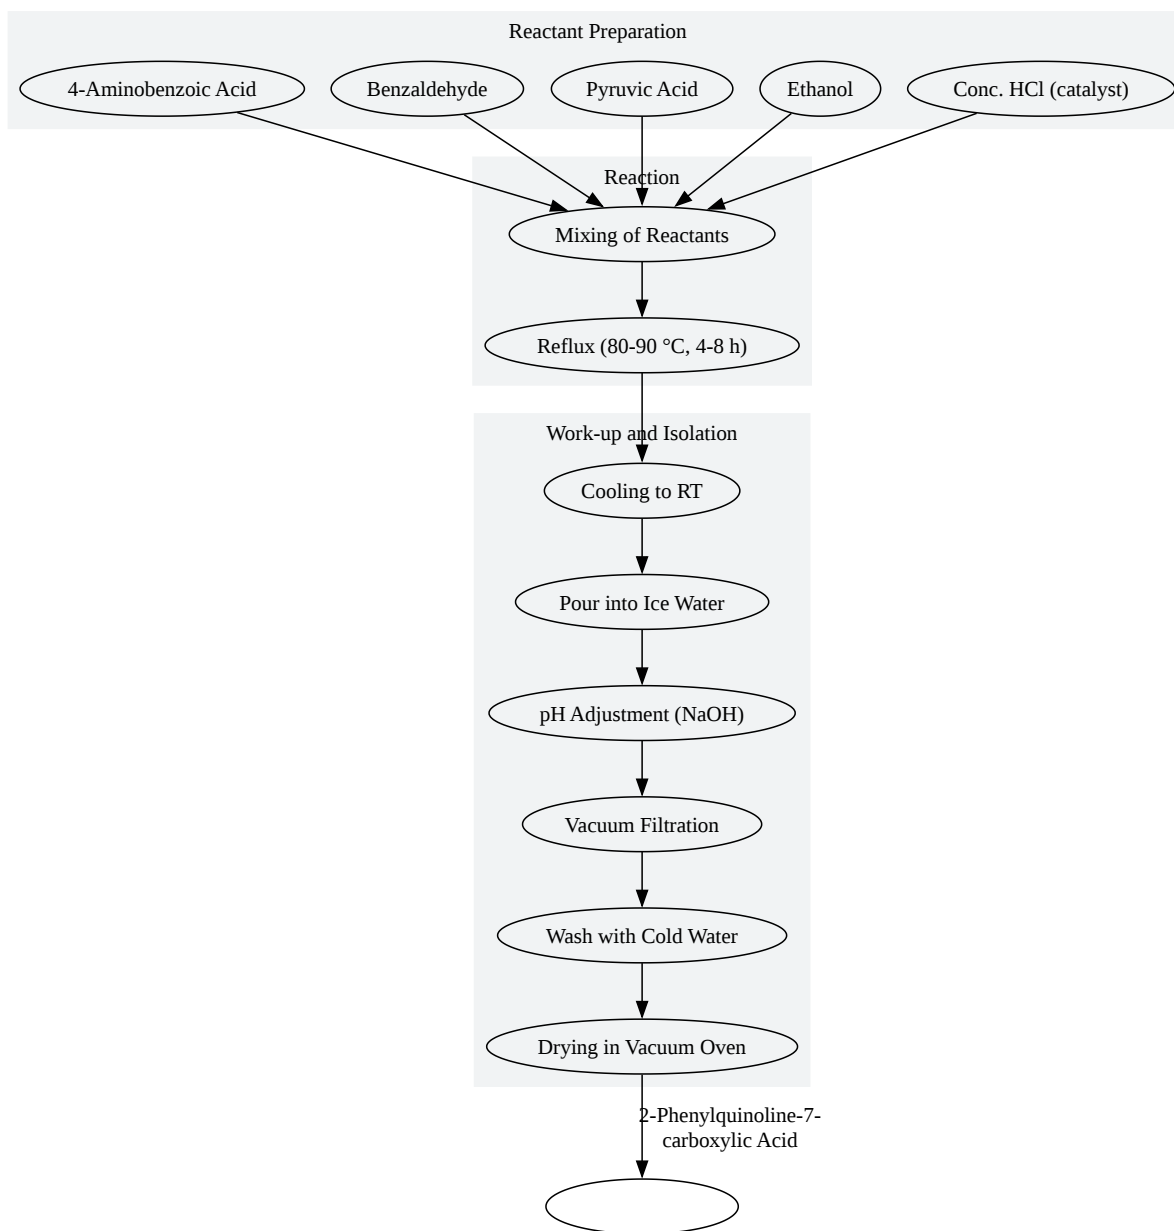 Reactant Preparation
4-Aminobenzoic Acid
Benzaldehyde
Pyruvic Acid
Ethanol
Conc. HCl (catalyst)
Reaction
Mixing of Reactants
Reflux (80-90 °C, 4-8 h)
Work-up and Isolation
Cooling to RT
Pour into Ice Water
pH Adjustment (NaOH)
Vacuum Filtration
Wash with Cold Water
Drying in Vacuum Oven
2-Phenylquinoline-7-
carboxylic Acid